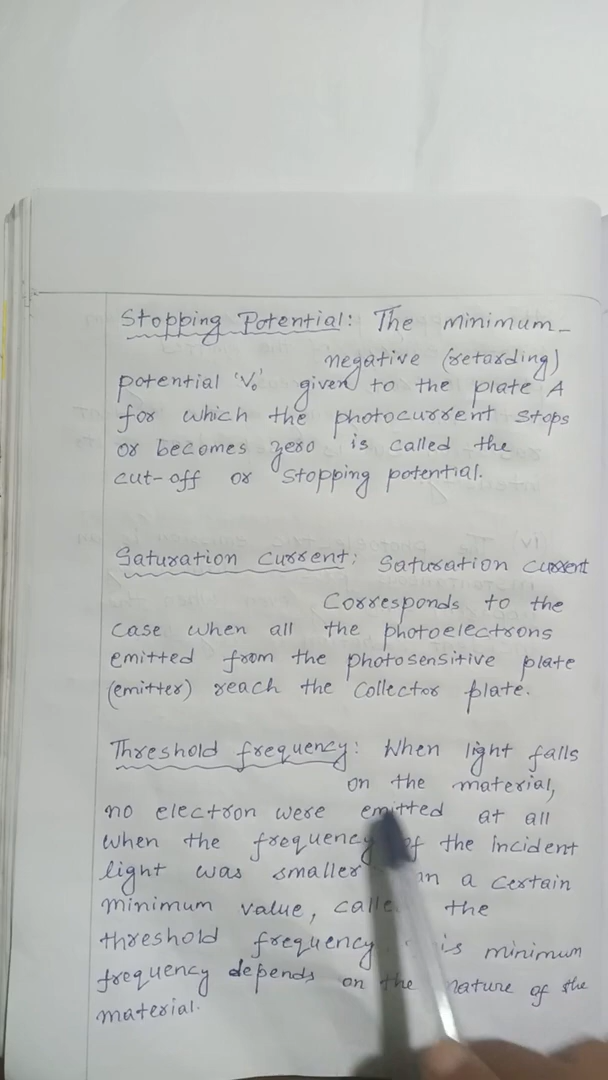 Stopping Potential: The minimum
negative (retarding)
potential 'V₀' given to the plate A
for which the photocurrent stops
or becomes zero is called the
cut-off or stopping potential.
Saturation current: Saturation current
Corresponds to the
case when all the photoelectrons
emitted from the photosensitive plate
(emitter) reach the collector plate.
Threshold frequency: When light falls
on the material,
no electron were emitted at all
when the frequency of the incident
light was smaller a certain
minimum value, the
threshold frequency. minimum
frequency depends on the nature of the
material.